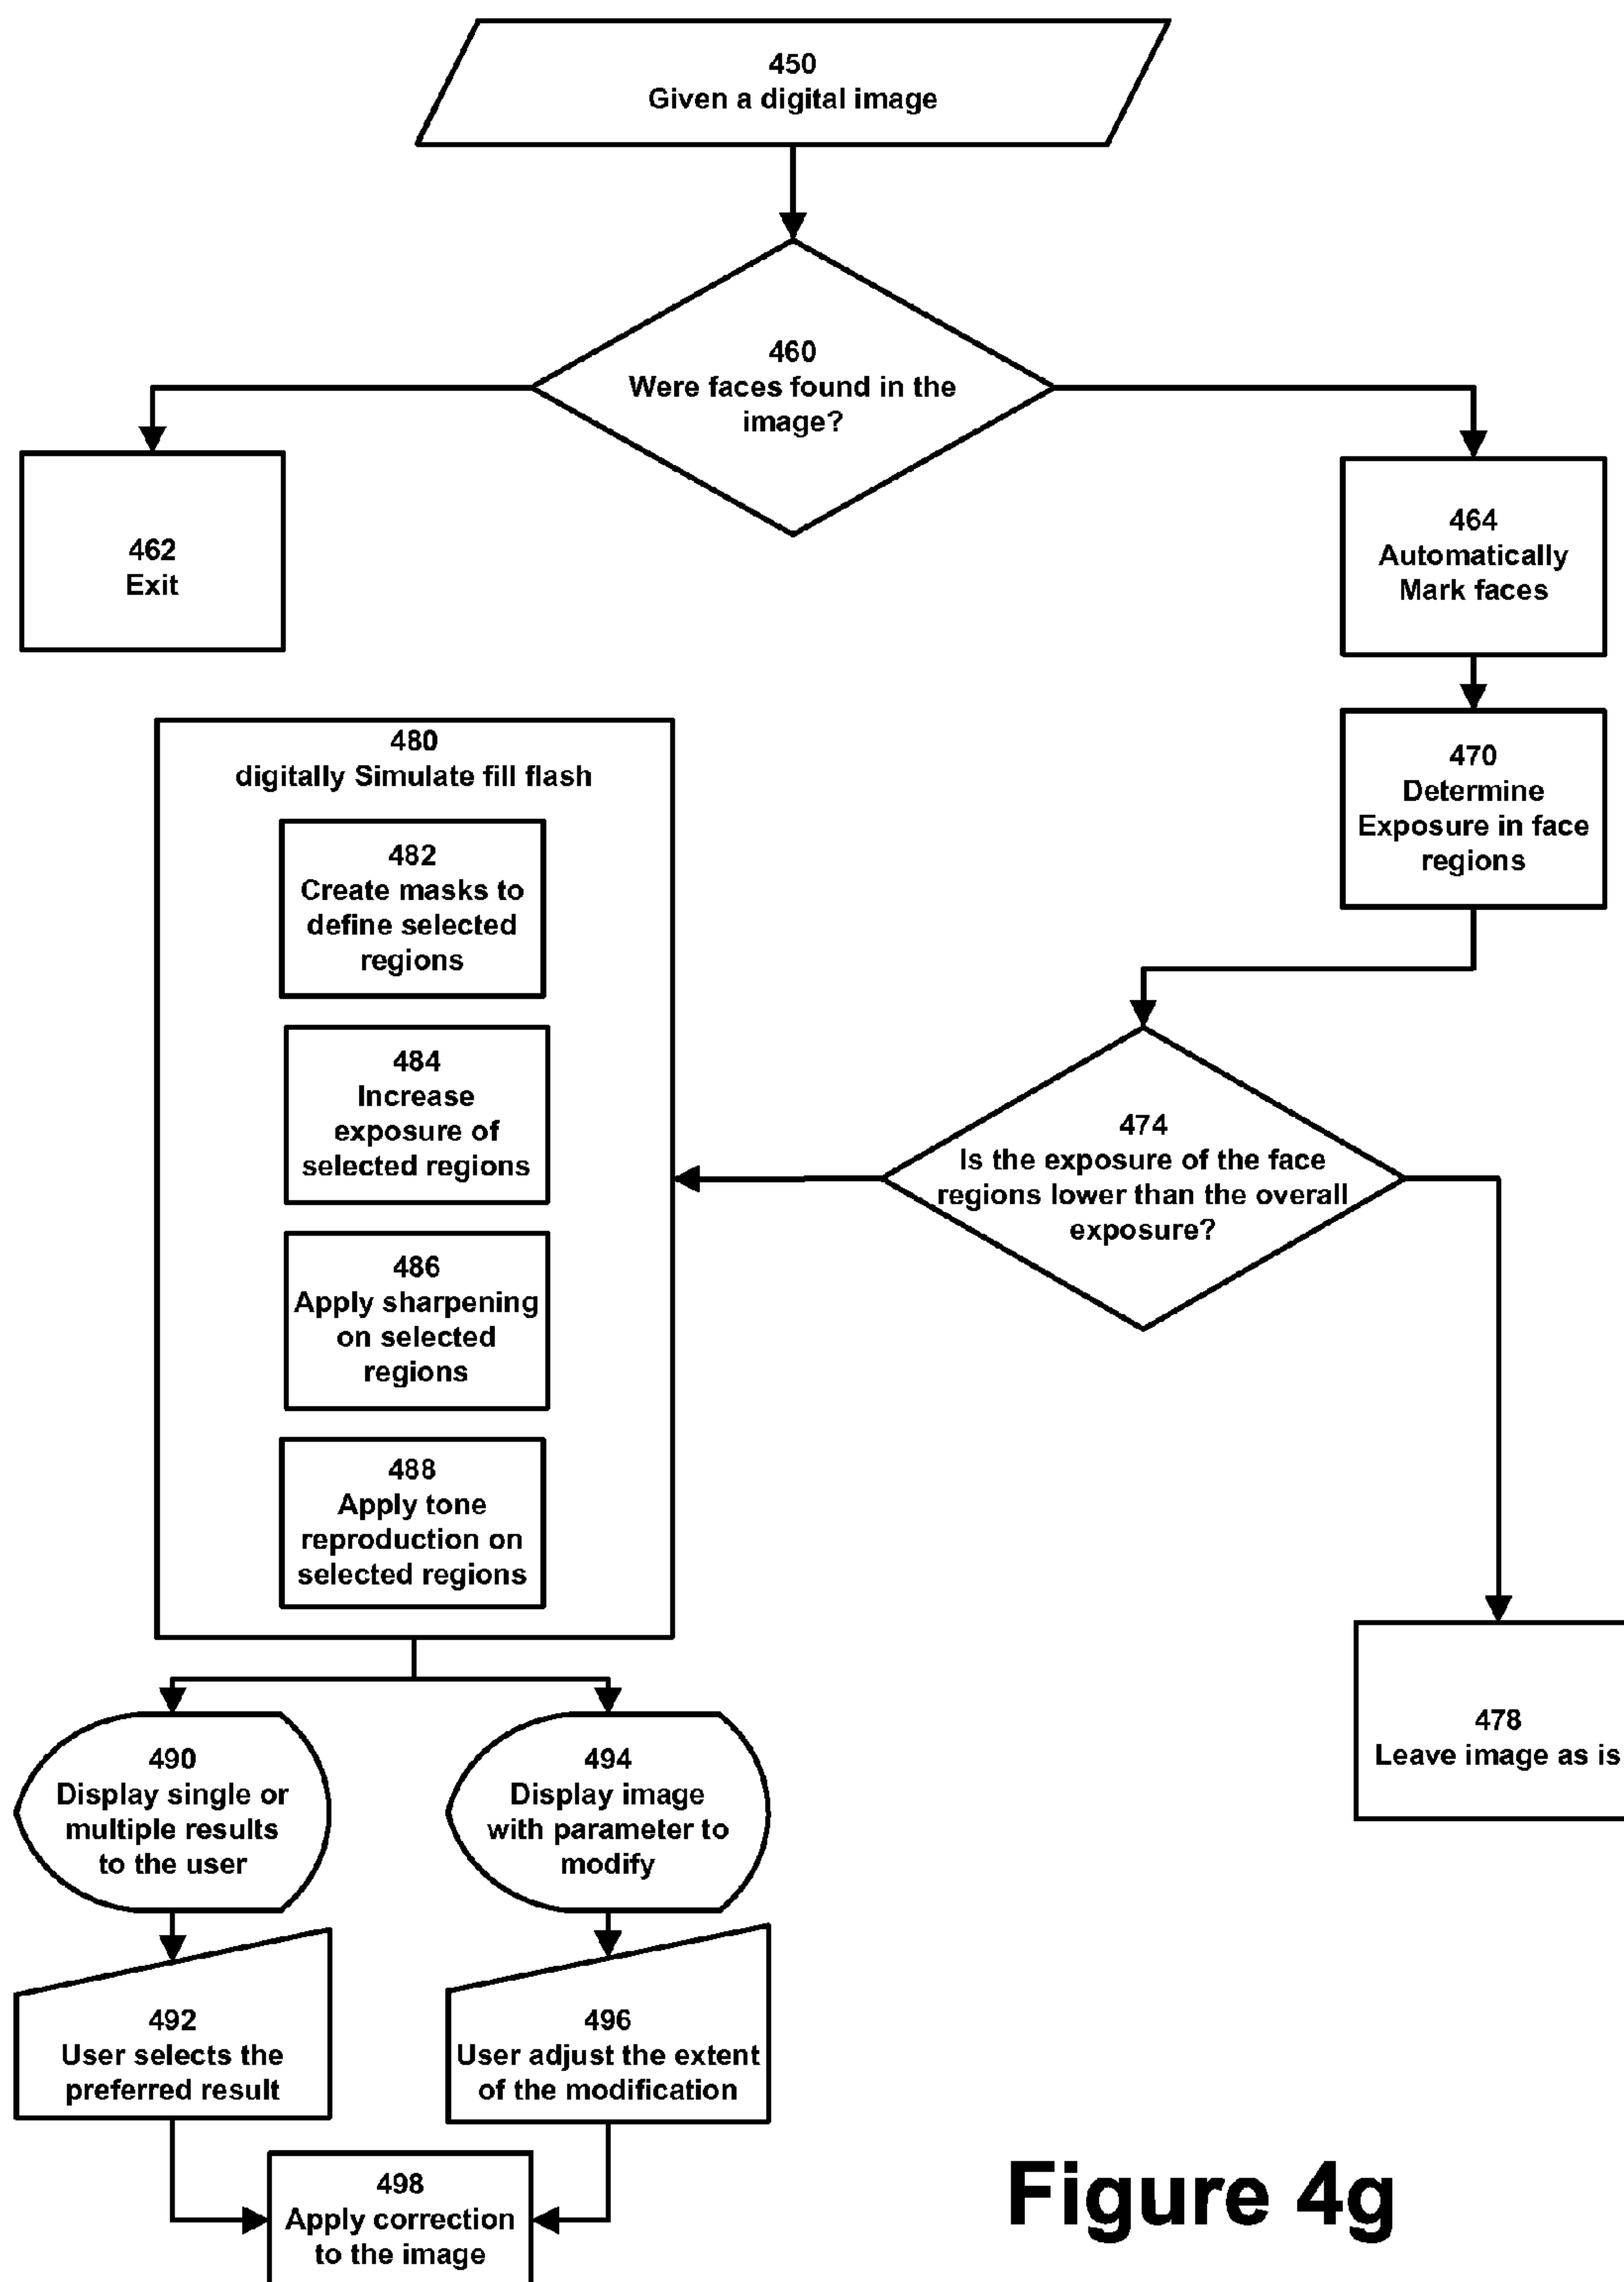 450
Given a digital image
460
Were faces found in the
image?
462
Exit
464
Automatically
Mark faces
470
Determine
Exposure in face
regions
474
Is the exposure of the face
regions lower than the overall
exposure?
478
Leave image as is
480
digitally Simulate fill flash
482
Create masks to
define selected
regions
484
Increase
exposure of
selected regions
486
Apply sharpening
on selected
regions
488
Apply tone
reproduction on
selected regions
490
Display single or
multiple results
to the user
494
Display image
with parameter to
modify
492
User selects the
preferred result
496
User adjust the extent
of the modification
498
Apply correction
to the image
Figure 4g